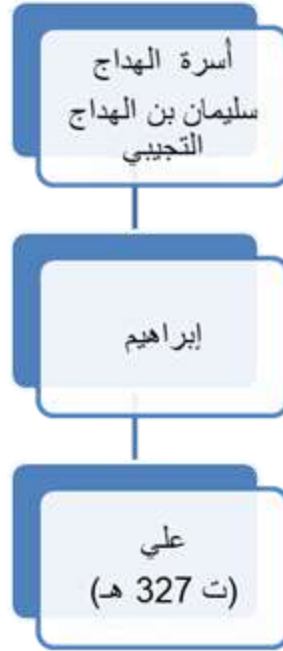 أسرة الهداج
سليمان بن الهداج
التجيبي
إبراهيم
علي
(ت 327 هـ)